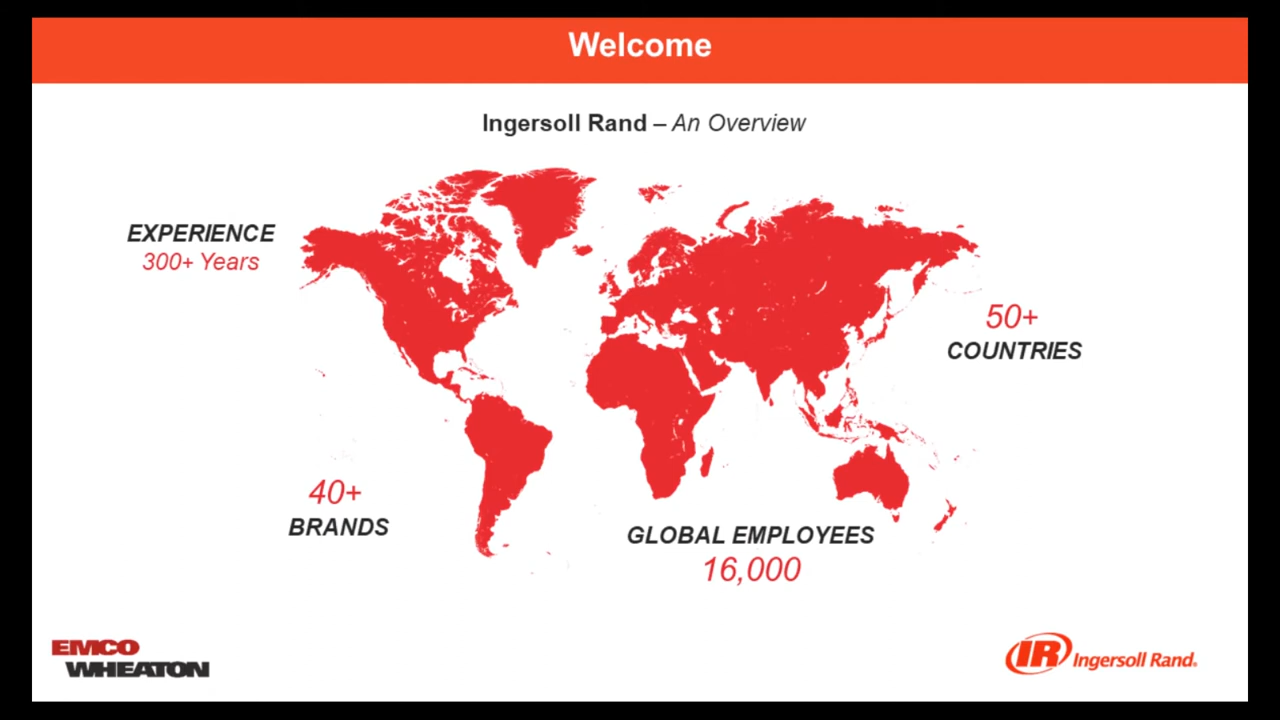 Welcome
Ingersoll Rand – An Overview
EXPERIENCE
300+ Years
50+
COUNTRIES
40+
BRANDS
GLOBAL EMPLOYEES
16,000
EMCO
WHEATON
IR Ingersoll Rand®